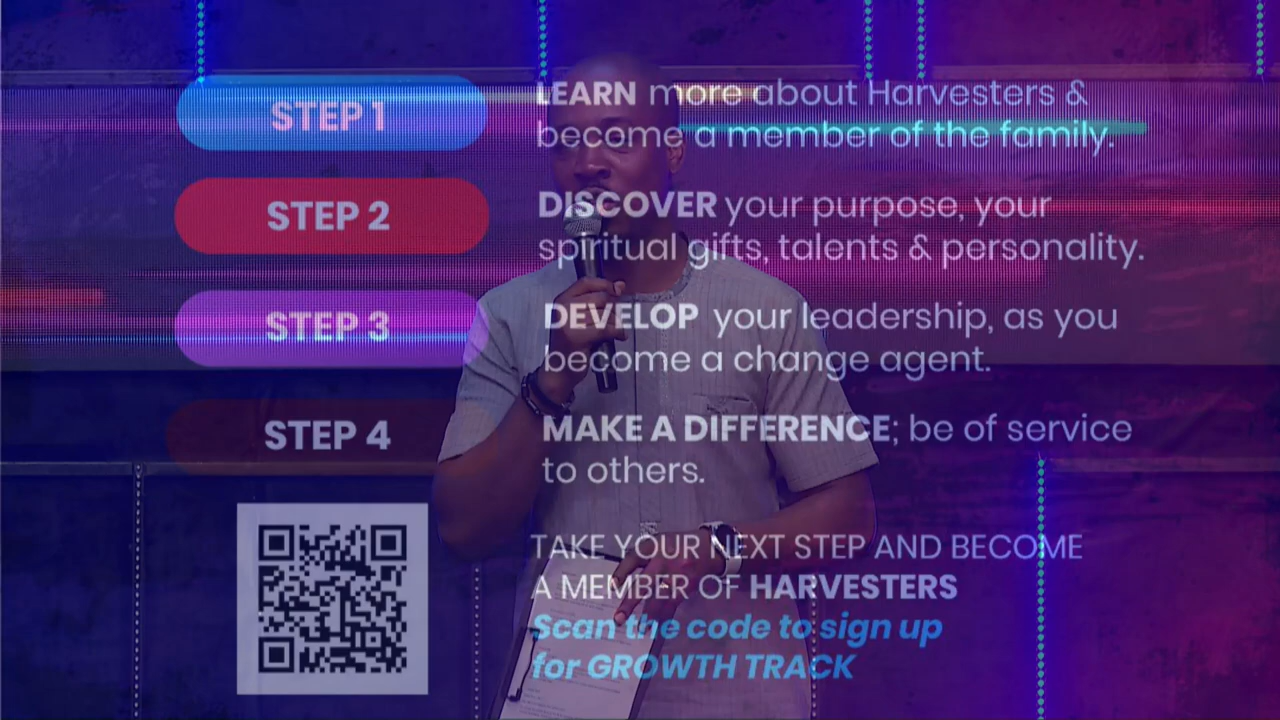 STEP 1
LEARN more about Harvesters &
become a member of the family.
STEP 2
DISCOVER your purpose, your
spiritual gifts, talents & personality.
STEP 3
DEVELOP your leadership, as you
become a change agent.
STEP 4
MAKE A DIFFERENCE; be of service
to others.
TAKE YOUR NEXT STEP AND BECOME
A MEMBER OF HARVESTERS
Scan the code to sign up
for GROWTH TRACK